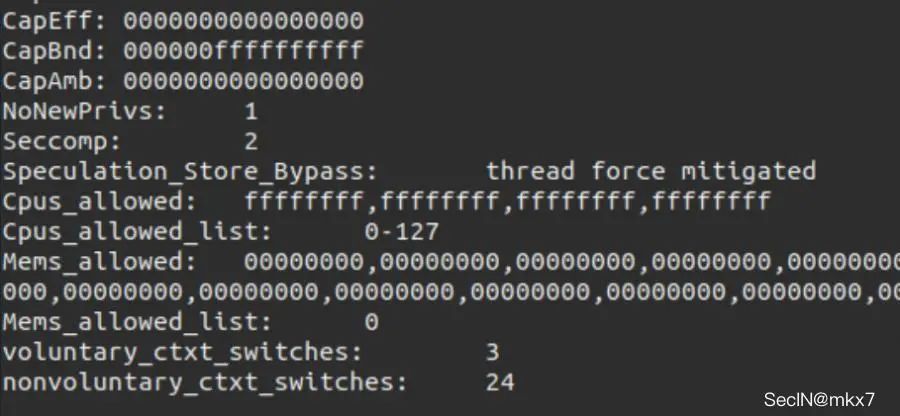 CapEff: 0000000000000000
CapBnd: 000000ffffffffff
CapAmb: 0000000000000000
NoNewPrivs: 1
Seccomp: 2
Speculation_Store_Bypass: thread force mitigated
Cpus_allowed: ffffffff,ffffffff,ffffffff,ffffffff
Cpus_allowed_list: 0-127
Mems_allowed: 00000000,00000000,00000000,00000000,00000000
000,00000000,00000000,00000000,00000000,00000000,00000000,00
Mems_allowed_list: 0
voluntary_ctxt_switches: 3
nonvoluntary_ctxt_switches: 24
SecIN@mkx7